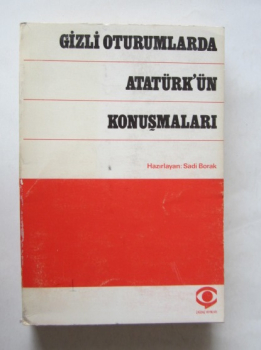 GİZLİ OTURUMLARDA
ATATÜRK'ÜN
KONUŞMALARI
Hazırlayan: Sadi Borak